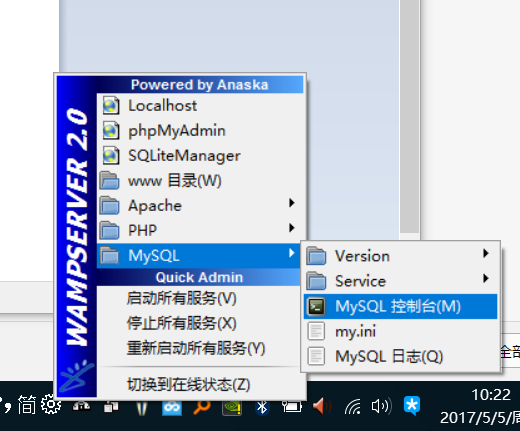 Powered by Anaska
WAMPSERVER 2.0
Localhost
phpMyAdmin
SQLiteManager
www 目录(W)
Apache
PHP
MySQL
Quick Admin
启动所有服务(V)
停止所有服务(X)
重新启动所有服务(Y)
切换到在线状态(Z)
Version
Service
MySQL 控制台(M)
my.ini
MySQL 日志(Q)
全部
简
10:22
2017/5/5/周